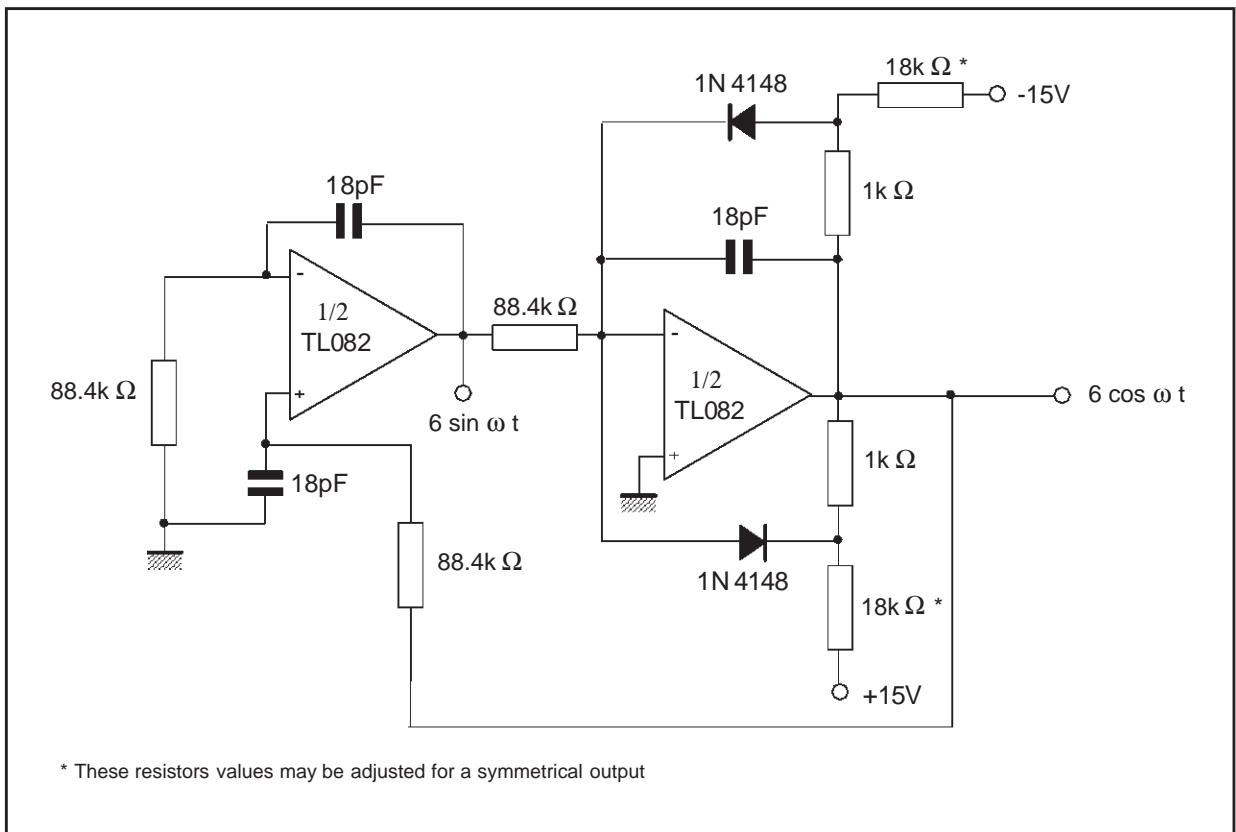 18k Ω *
1N 4148
-15V
18pF
1k Ω
18pF
-
1/2
TL082
88.4k Ω
-
88.4k Ω
+
1/2
TL082
6 cos ω t
6 sin ω t
1k Ω
18pF
+
88.4k Ω
1N 4148
18k Ω *
+15V
* These resistors values may be adjusted for a symmetrical output